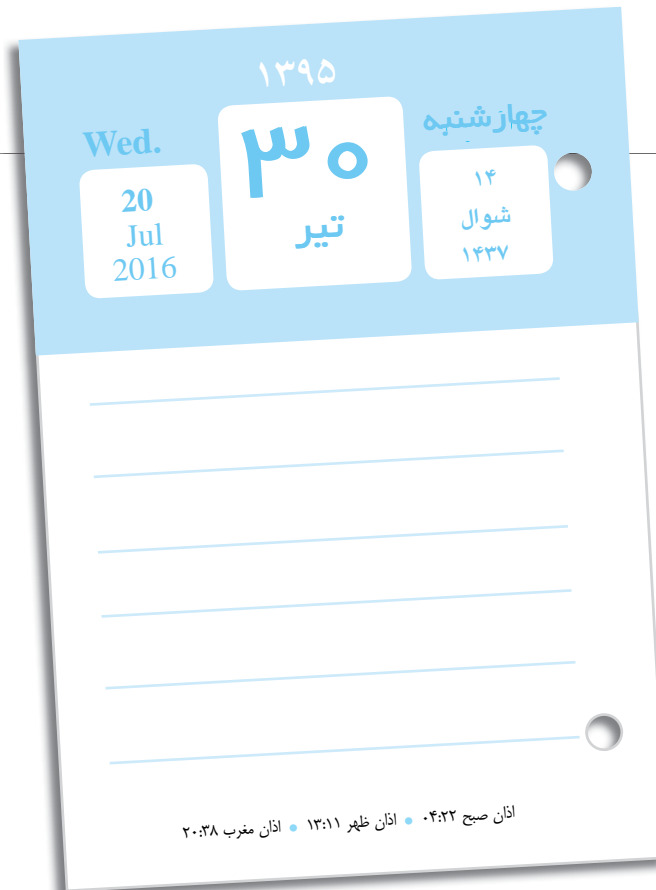 ۱۳۹۵
چهارشنبه
۱۴
شوال
۱۴۳۷
۳۰
تیر
Wed.
20
Jul
2016
اذان صبح ۰۴:۲۲ • اذان ظهر ۱۳:۱۱ • اذان مغرب ۲۰:۳۸